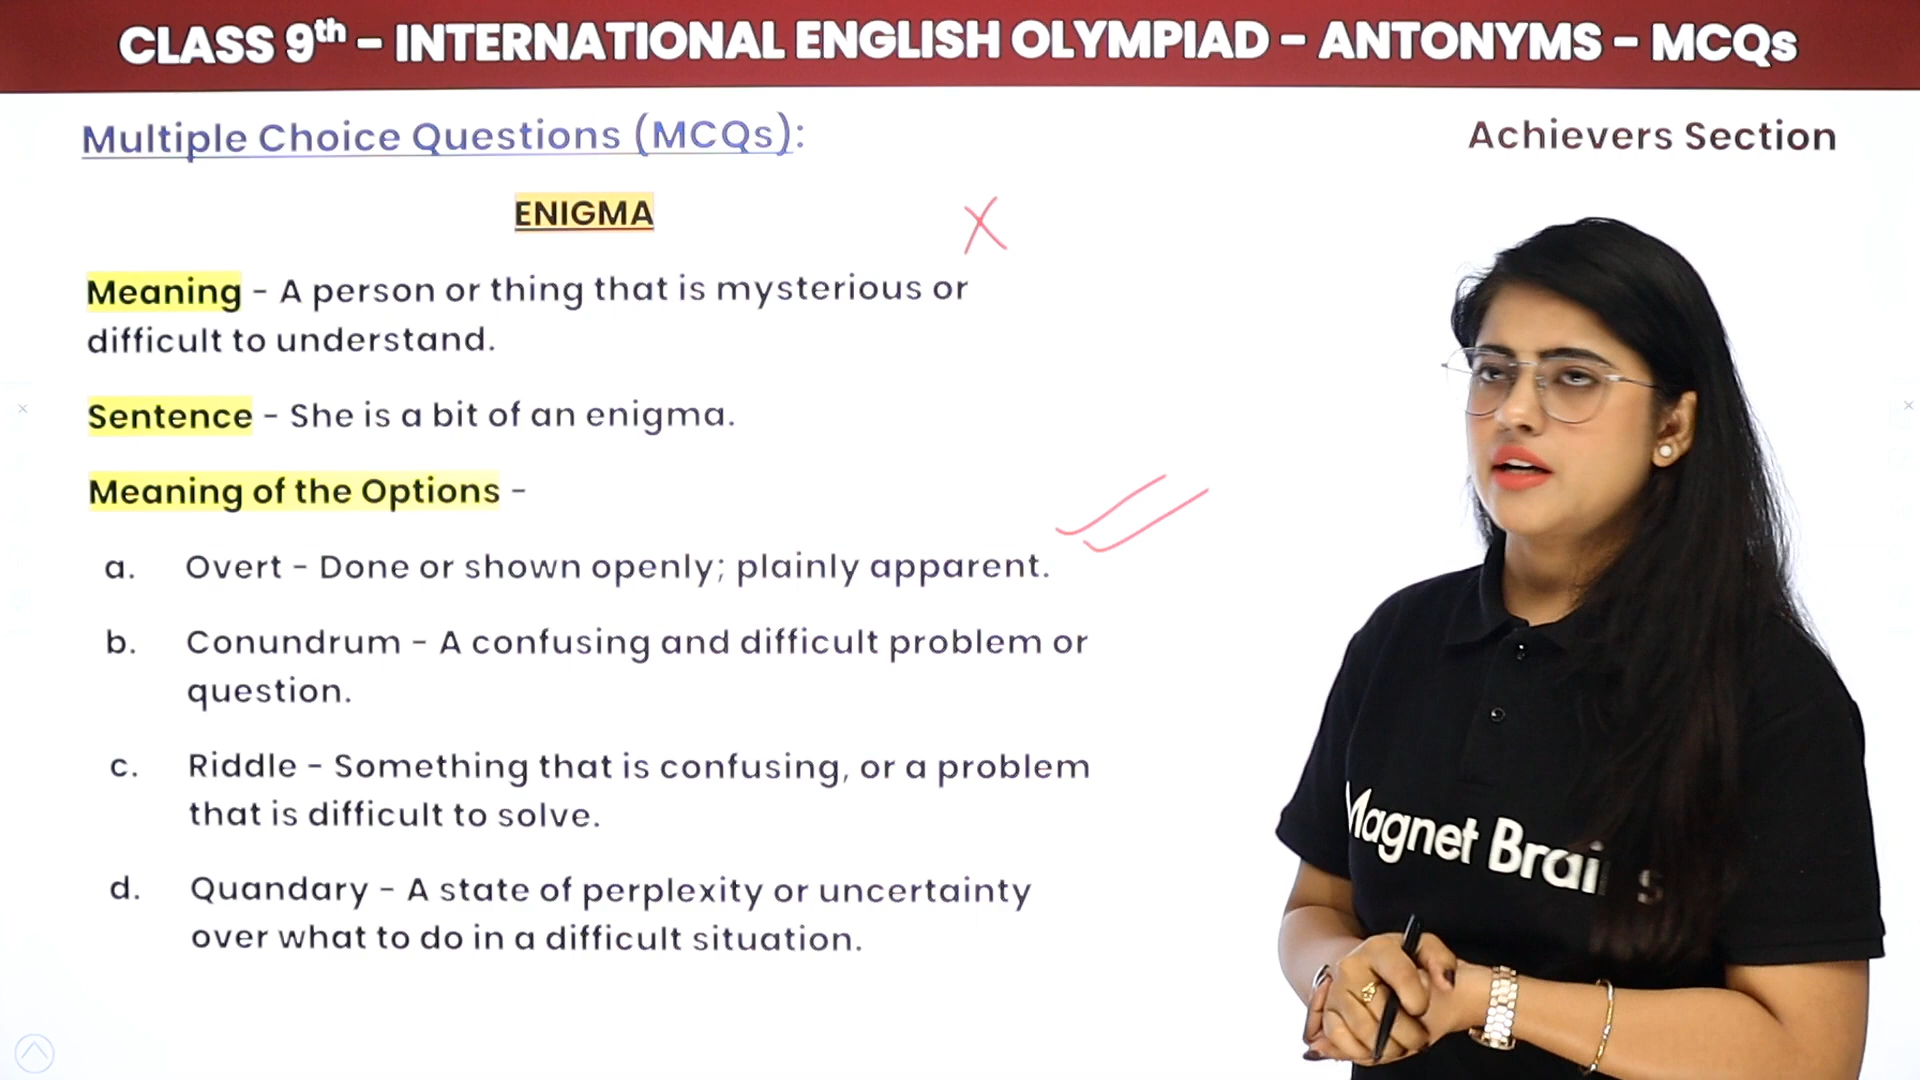 CLASS 9th – INTERNATIONAL ENGLISH OLYMPIAD – ANTONYMS – MCQs
Multiple Choice Questions (MCQs):
Achievers Section
ENIGMA
Meaning - A person or thing that is mysterious or
difficult to understand.
Sentence - She is a bit of an enigma.
Meaning of the Options -
a. Overt - Done or shown openly; plainly apparent.
b. Conundrum - A confusing and difficult problem or
question.
c. Riddle - Something that is confusing, or a problem
that is difficult to solve.
d. Quandary - A state of perplexity or uncertainty
over what to do in a difficult situation.
Magnet Brai s